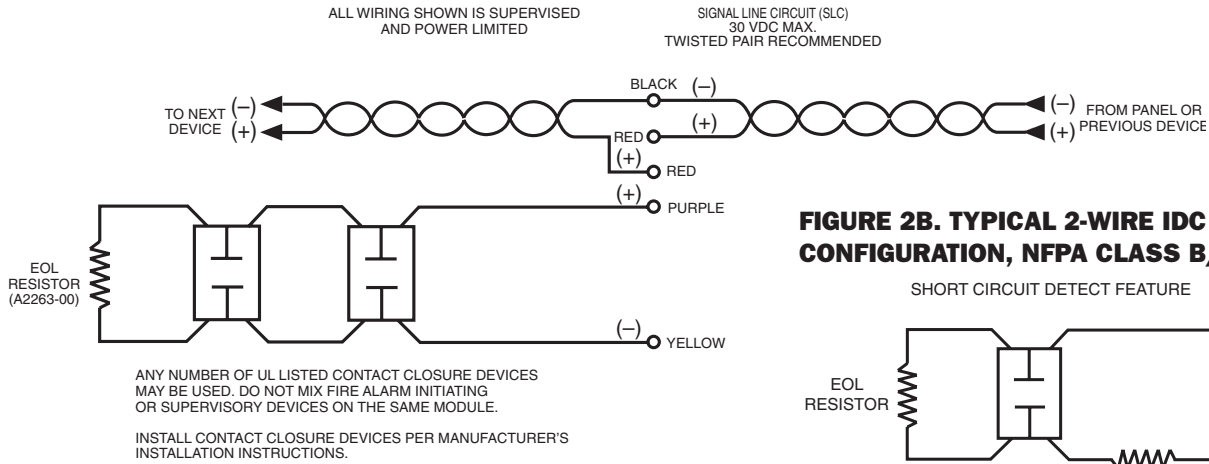 ALL WIRING SHOWN IS SUPERVISED
AND POWER LIMITED
SIGNAL LINE CIRCUIT (SLC)
30 VDC MAX.
TWISTED PAIR RECOMMENDED
TO NEXT
DEVICE
(–)
(+)
BLACK
(–)
RED
(+)
(+)
RED
(–)
(+)
FROM PANEL OR
PREVIOUS DEVICE
(+)
PURPLE
EOL
RESISTOR
(A2263-00)
(–)
YELLOW
ANY NUMBER OF UL LISTED CONTACT CLOSURE DEVICES
MAY BE USED. DO NOT MIX FIRE ALARM INITIATING
OR SUPERVISORY DEVICES ON THE SAME MODULE.
INSTALL CONTACT CLOSURE DEVICES PER MANUFACTURER'S
INSTALLATION INSTRUCTIONS.
FIGURE 2B. TYPICAL 2-WIRE IDC
CONFIGURATION, NFPA CLASS B,
SHORT CIRCUIT DETECT FEATURE
EOL
RESISTOR